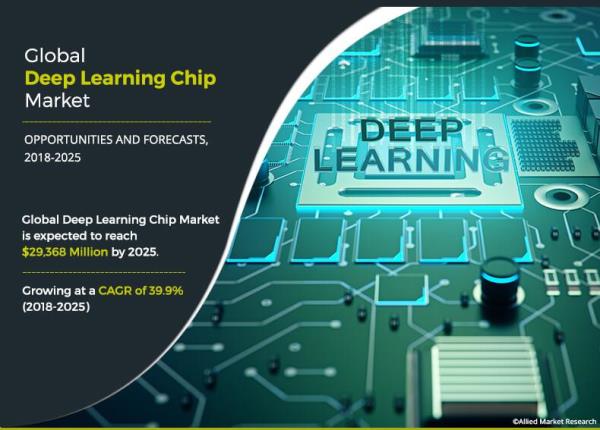 Global
Deep Learning Chip
Market
OPPORTUNITIES AND FORECASTS,
2018-2025
Global Deep Learning Chip Market
is expected to reach
$29,368 Million by 2025.
Growing at a CAGR of 39.9%
(2018-2025)
DEEP
LEARNING
©Allied Market Research